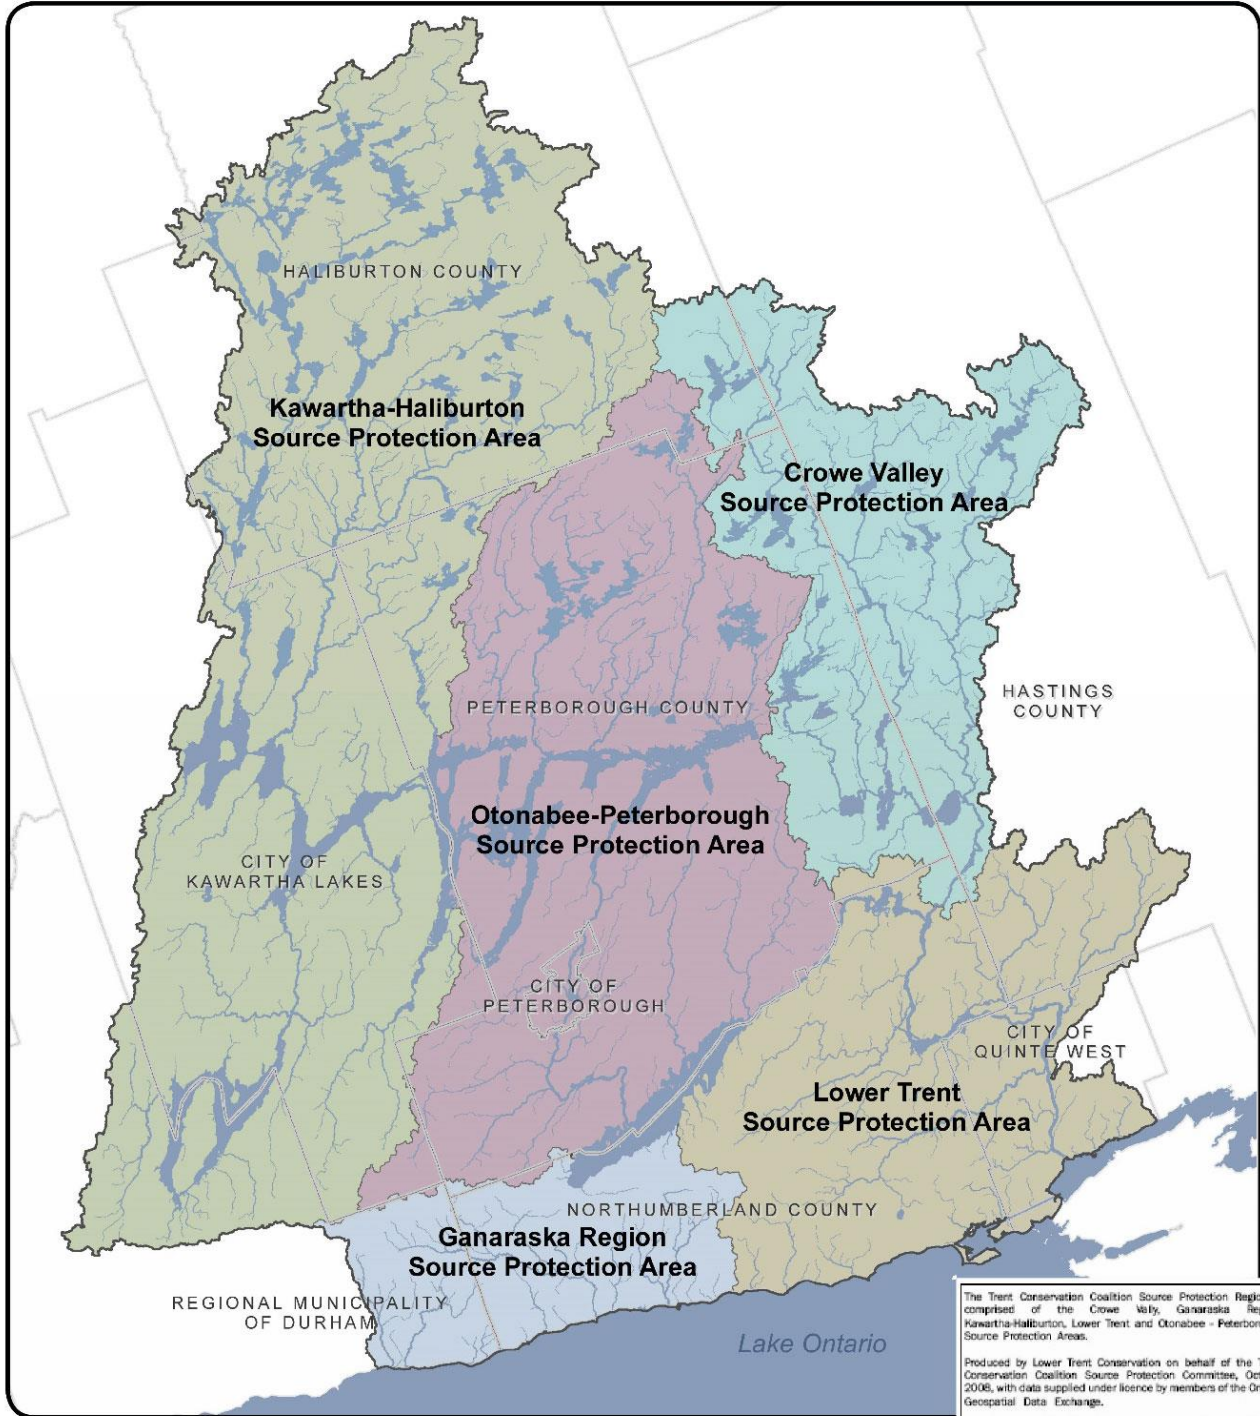 HALIBURTON COUNTY
Kawartha-Haliburton
Source Protection Area
Crowe Valley
Source Protection Area
HASTINGS
COUNTY
PETERBOROUGH COUNTY
Otonabee-Peterborough
Source Protection Area
CITY OF
KAWARTHA LAKES
CITY OF
PETERBOROUGH
CITY OF
QUINTE WEST
Lower Trent
Source Protection Area
NORTHUMBERLAND COUNTY
Ganaraska Region
Source Protection Area
REGIONAL MUNICIPALITY
OF DURHAM
Lake Ontario
The Trent Conservation Coalition Source Protection
comprised of the Crowe Vally, Ganaraska
Kawartha-Haliburton, Lower Trent and Otonabee -
Source Protection Areas.
Produced by Lower Trent Conservation on behalf of the
Conservation Coalition Source Protection Committee,
2008, with data supplied under licence by members of the
Geospatial Data Exchange.